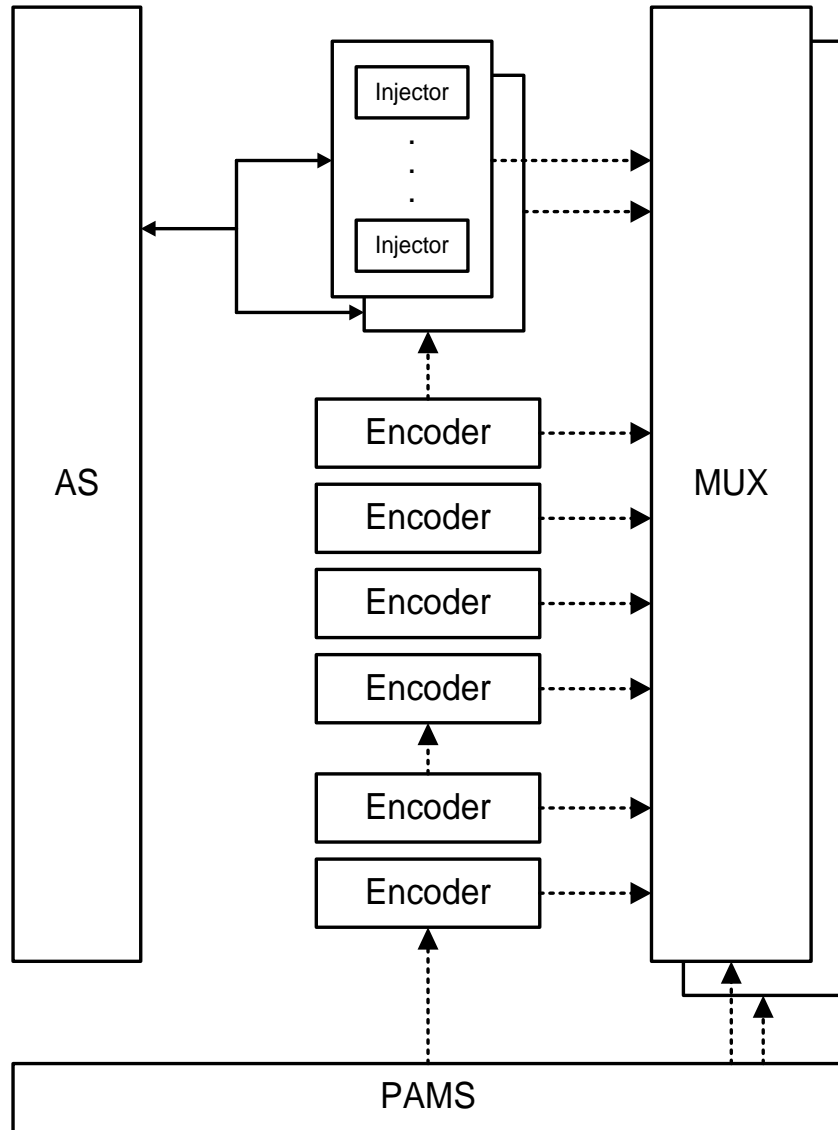 Injector
.
.
.
Injector
Encoder
AS
MUX
Encoder
Encoder
Encoder
Encoder
Encoder
PAMS